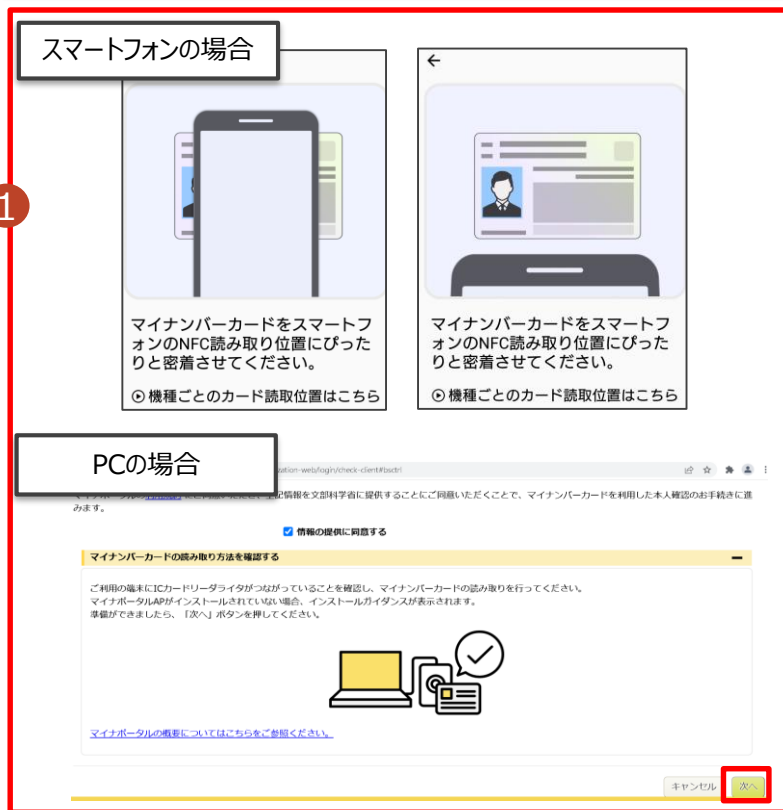 スマートフォンの場合
1
マイナンバーカードをスマートフ
ォンのNFC読み取り位置にぴった
りと密着させてください。
機種ごとのカード読取位置はこちら
マイナンバーカードをスマートフ
ォンのNFC読み取り位置にぴった
りと密着させてください。
機種ごとのカード読取位置はこちら
PCの場合
ation-web/login/check-client#bsctrl
情報を文部科学省に提供することにご同意いただくことで、マイナンバーカードを利用した本人確認のお手続きに進
みます。
情報の提供に同意する
マイナンバーカードの読み取り方法を確認する
ご利用の端末にICカードリーダライタがつながっていることを確認し、マイナンバーカードの読み取りを行ってください。
マイナポータルAPがインストールされていない場合、インストールガイダンスが表示されます。
準備ができましたら、「次へ」ボタンを押してください。
マイナポータルの概要についてはこちらをご参照ください。
キャンセル
次へ